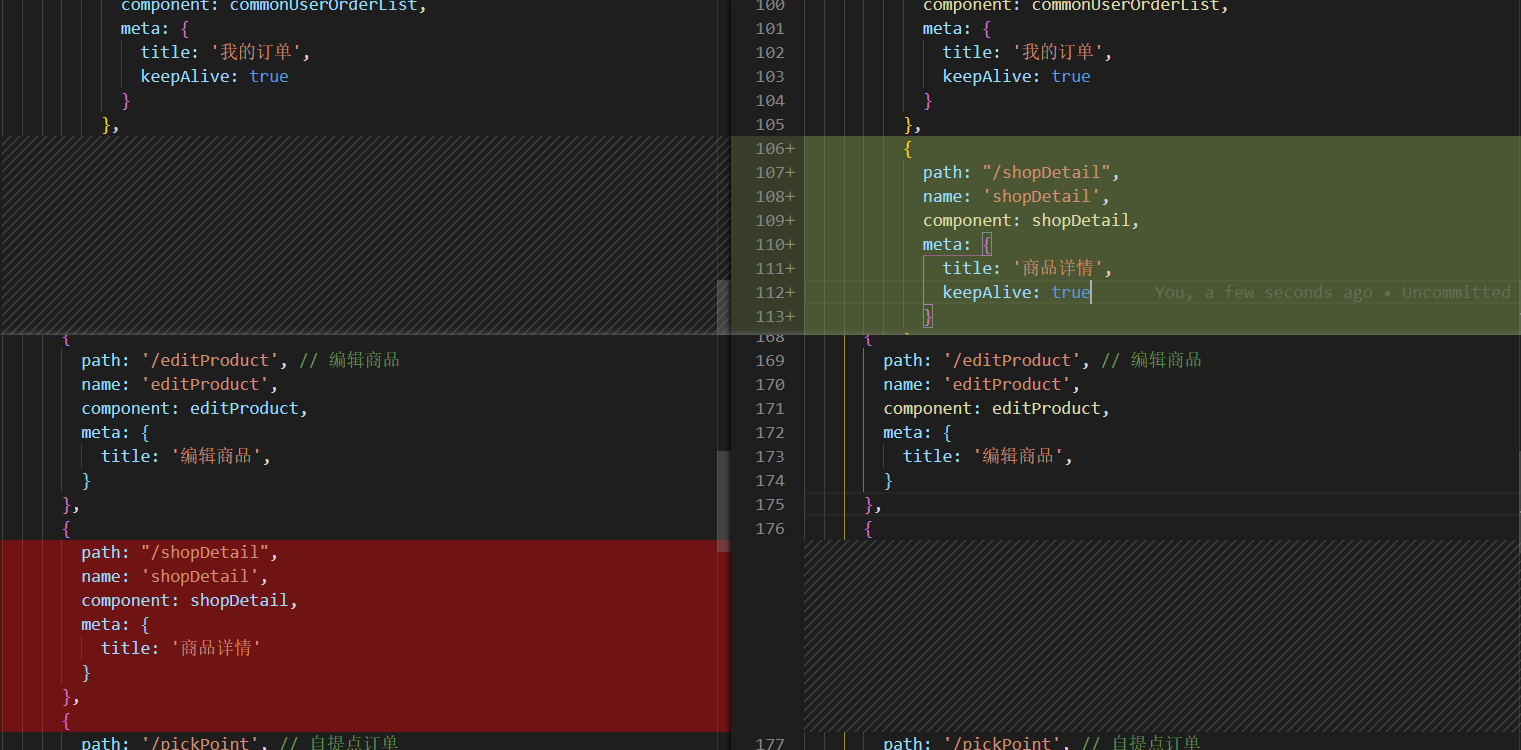 component: commonUserOrderList,
meta: {
title: '我的订单',
keepAlive: true
}
},
{
path: '/editProduct', // 编辑商品
name: 'editProduct',
component: editProduct,
meta: {
title: '编辑商品',
}
},
{
path: "/shopDetail",
name: 'shopDetail',
component: shopDetail,
meta: {
title: '商品详情'
}
},
{
path: '/pickPoint', // 自提点订单
100 component: commonUserOrderList,
101 meta: {
102 title: '我的订单',
103 keepAlive: true
104 }
105 },
106+ {
107+ path: "/shopDetail",
108+ name: 'shopDetail',
109+ component: shopDetail,
110+ meta: {
111+ title: '商品详情',
112+ keepAlive: true You, a few seconds ago • Uncommitted
113+ }
168 {
169 path: '/editProduct', // 编辑商品
170 name: 'editProduct',
171 component: editProduct,
172 meta: {
173 title: '编辑商品',
174 }
175 },
176 {
177 path: '/pickPoint', // 自提点订单